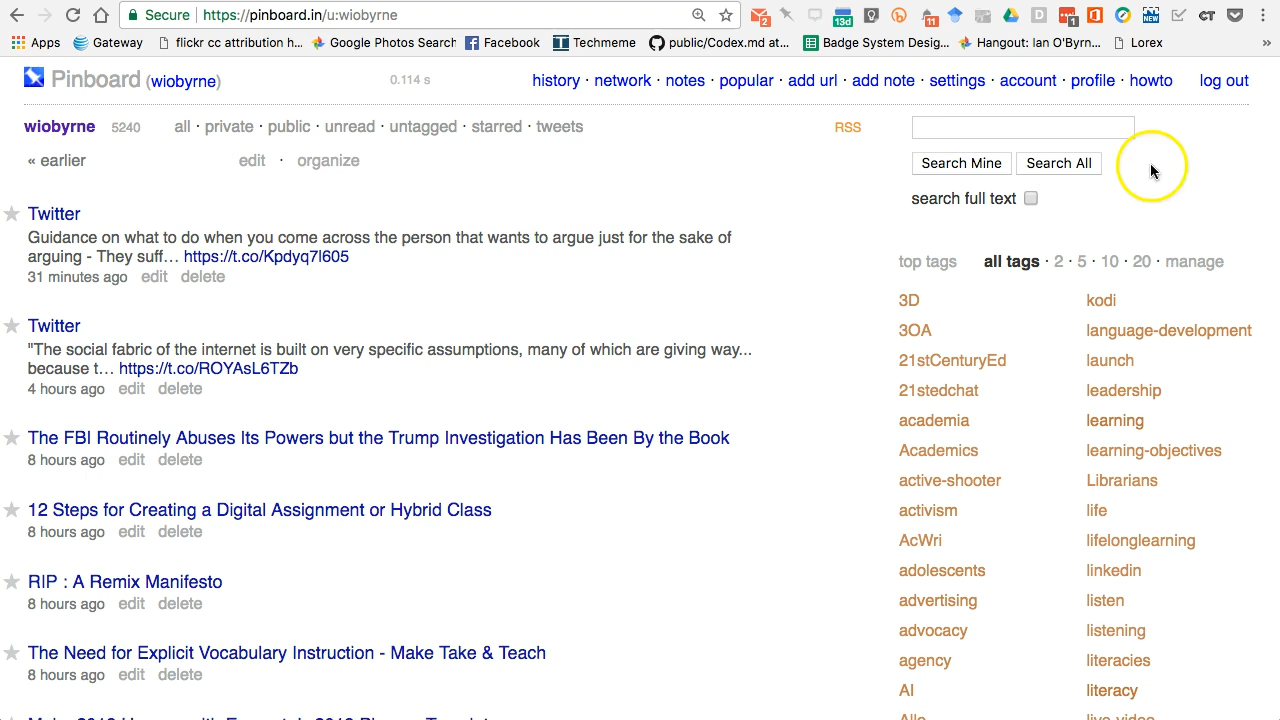 Secure https://pinboard.in/u:wiobyrne
2 13d 11 1 NEW CT
Apps Gateway flickr cc attribution h... Google Photos Search Facebook Techmeme public/Codex.md at... Badge System Desig... Hangout: Ian O'Byrn... Lorex »
Pinboard (wiobyrne) 0.114 s history · network · notes · popular · add url · add note · settings · account · profile · howto log out
wiobyrne 5240 all · private · public · unread · untagged · starred · tweets RSS
« earlier edit · organize
Search Mine Search All
search full text
Twitter
Guidance on what to do when you come across the person that wants to argue just for the sake of
arguing - They suff… https://t.co/Kpdyq7l605
31 minutes ago edit delete
Twitter
"The social fabric of the internet is built on very specific assumptions, many of which are giving way...
because t… https://t.co/ROYAsL6TZb
4 hours ago edit delete
The FBI Routinely Abuses Its Powers but the Trump Investigation Has Been By the Book
8 hours ago edit delete
12 Steps for Creating a Digital Assignment or Hybrid Class
8 hours ago edit delete
RIP : A Remix Manifesto
8 hours ago edit delete
The Need for Explicit Vocabulary Instruction - Make Take & Teach
8 hours ago edit delete
top tags all tags · 2 · 5 · 10 · 20 · manage
3D kodi
3OA language-development
21stCenturyEd launch
21stedchat leadership
academia learning
Academics learning-objectives
active-shooter Librarians
activism life
AcWri lifelonglearning
adolescents linkedin
advertising listen
advocacy listening
agency literacies
AI literacy
live-video